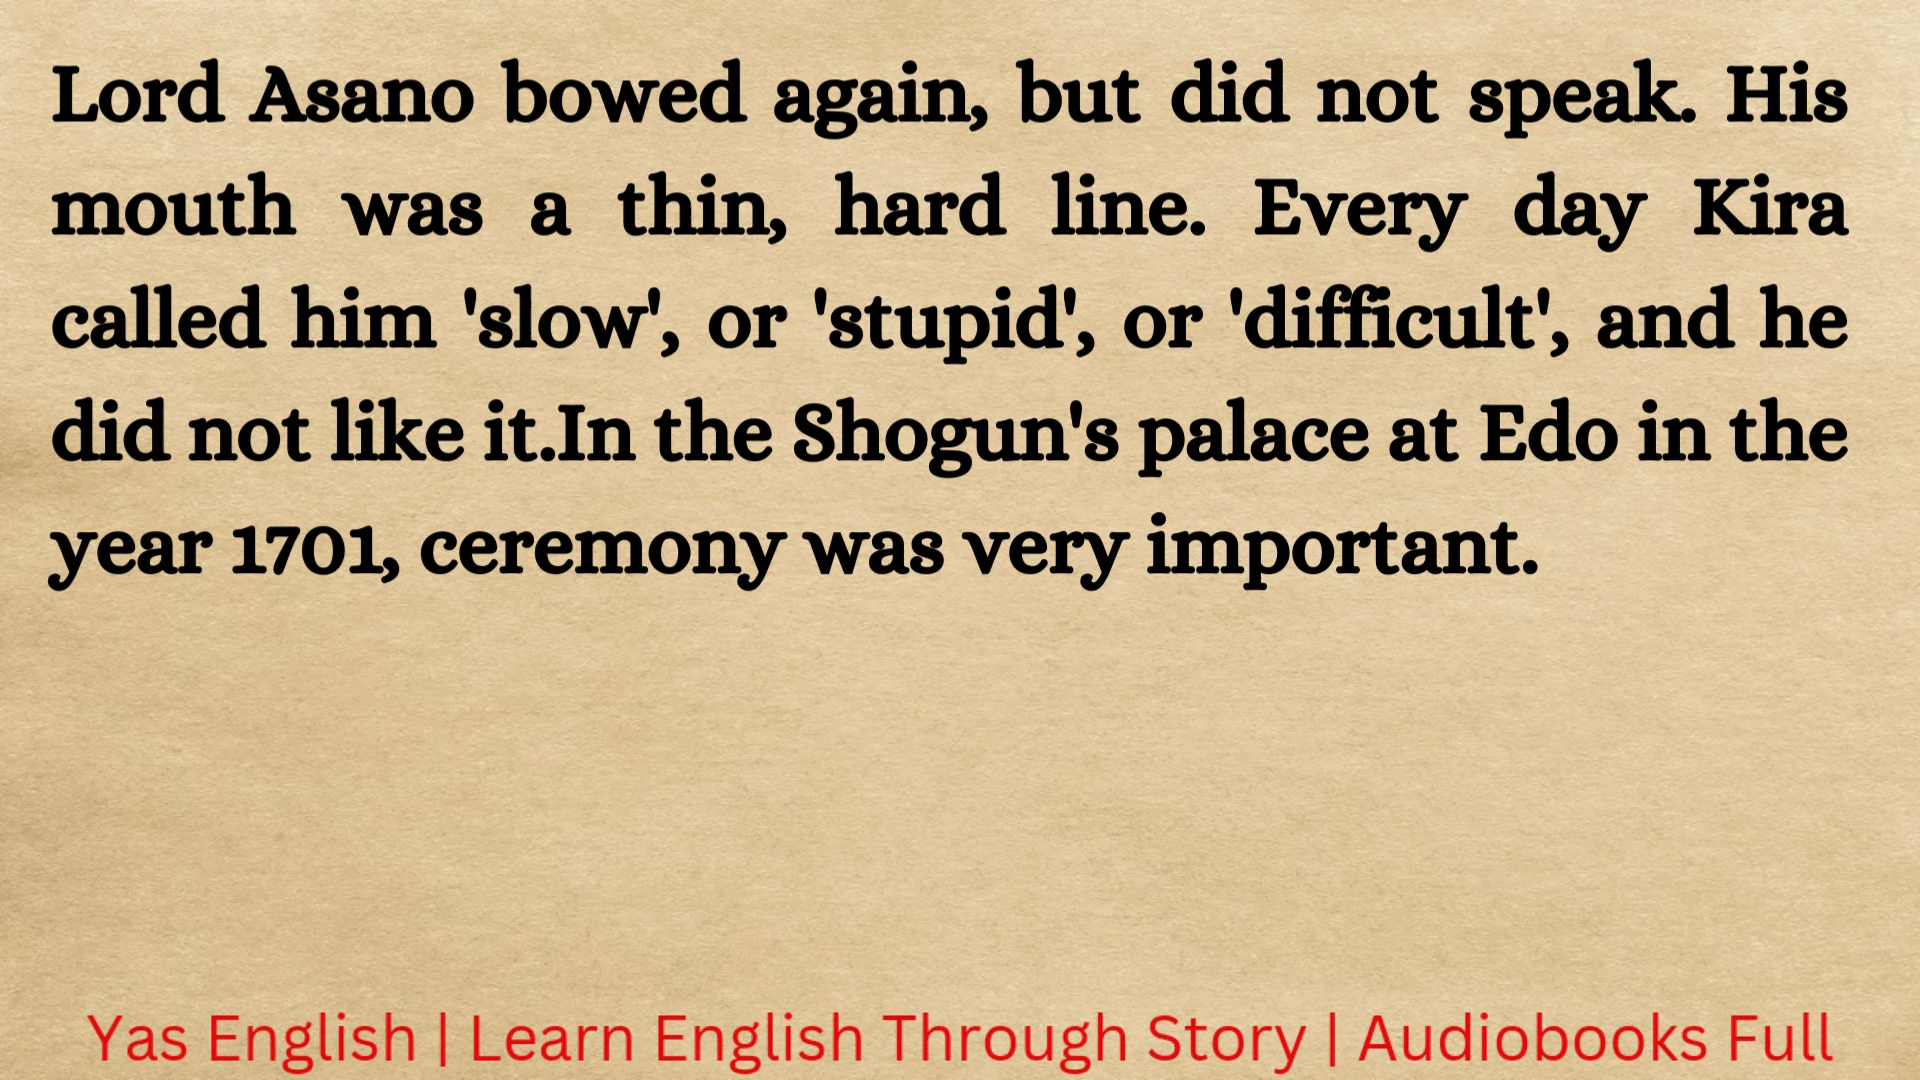 Lord Asano bowed again, but did not speak. His
mouth was a thin, hard line. Every day Kira
called him 'slow', or 'stupid', or 'difficult', and he
did not like it.In the Shogun's palace at Edo in the
year 1701, ceremony was very important.
Yas English | Learn English Through Story | Audiobooks Full